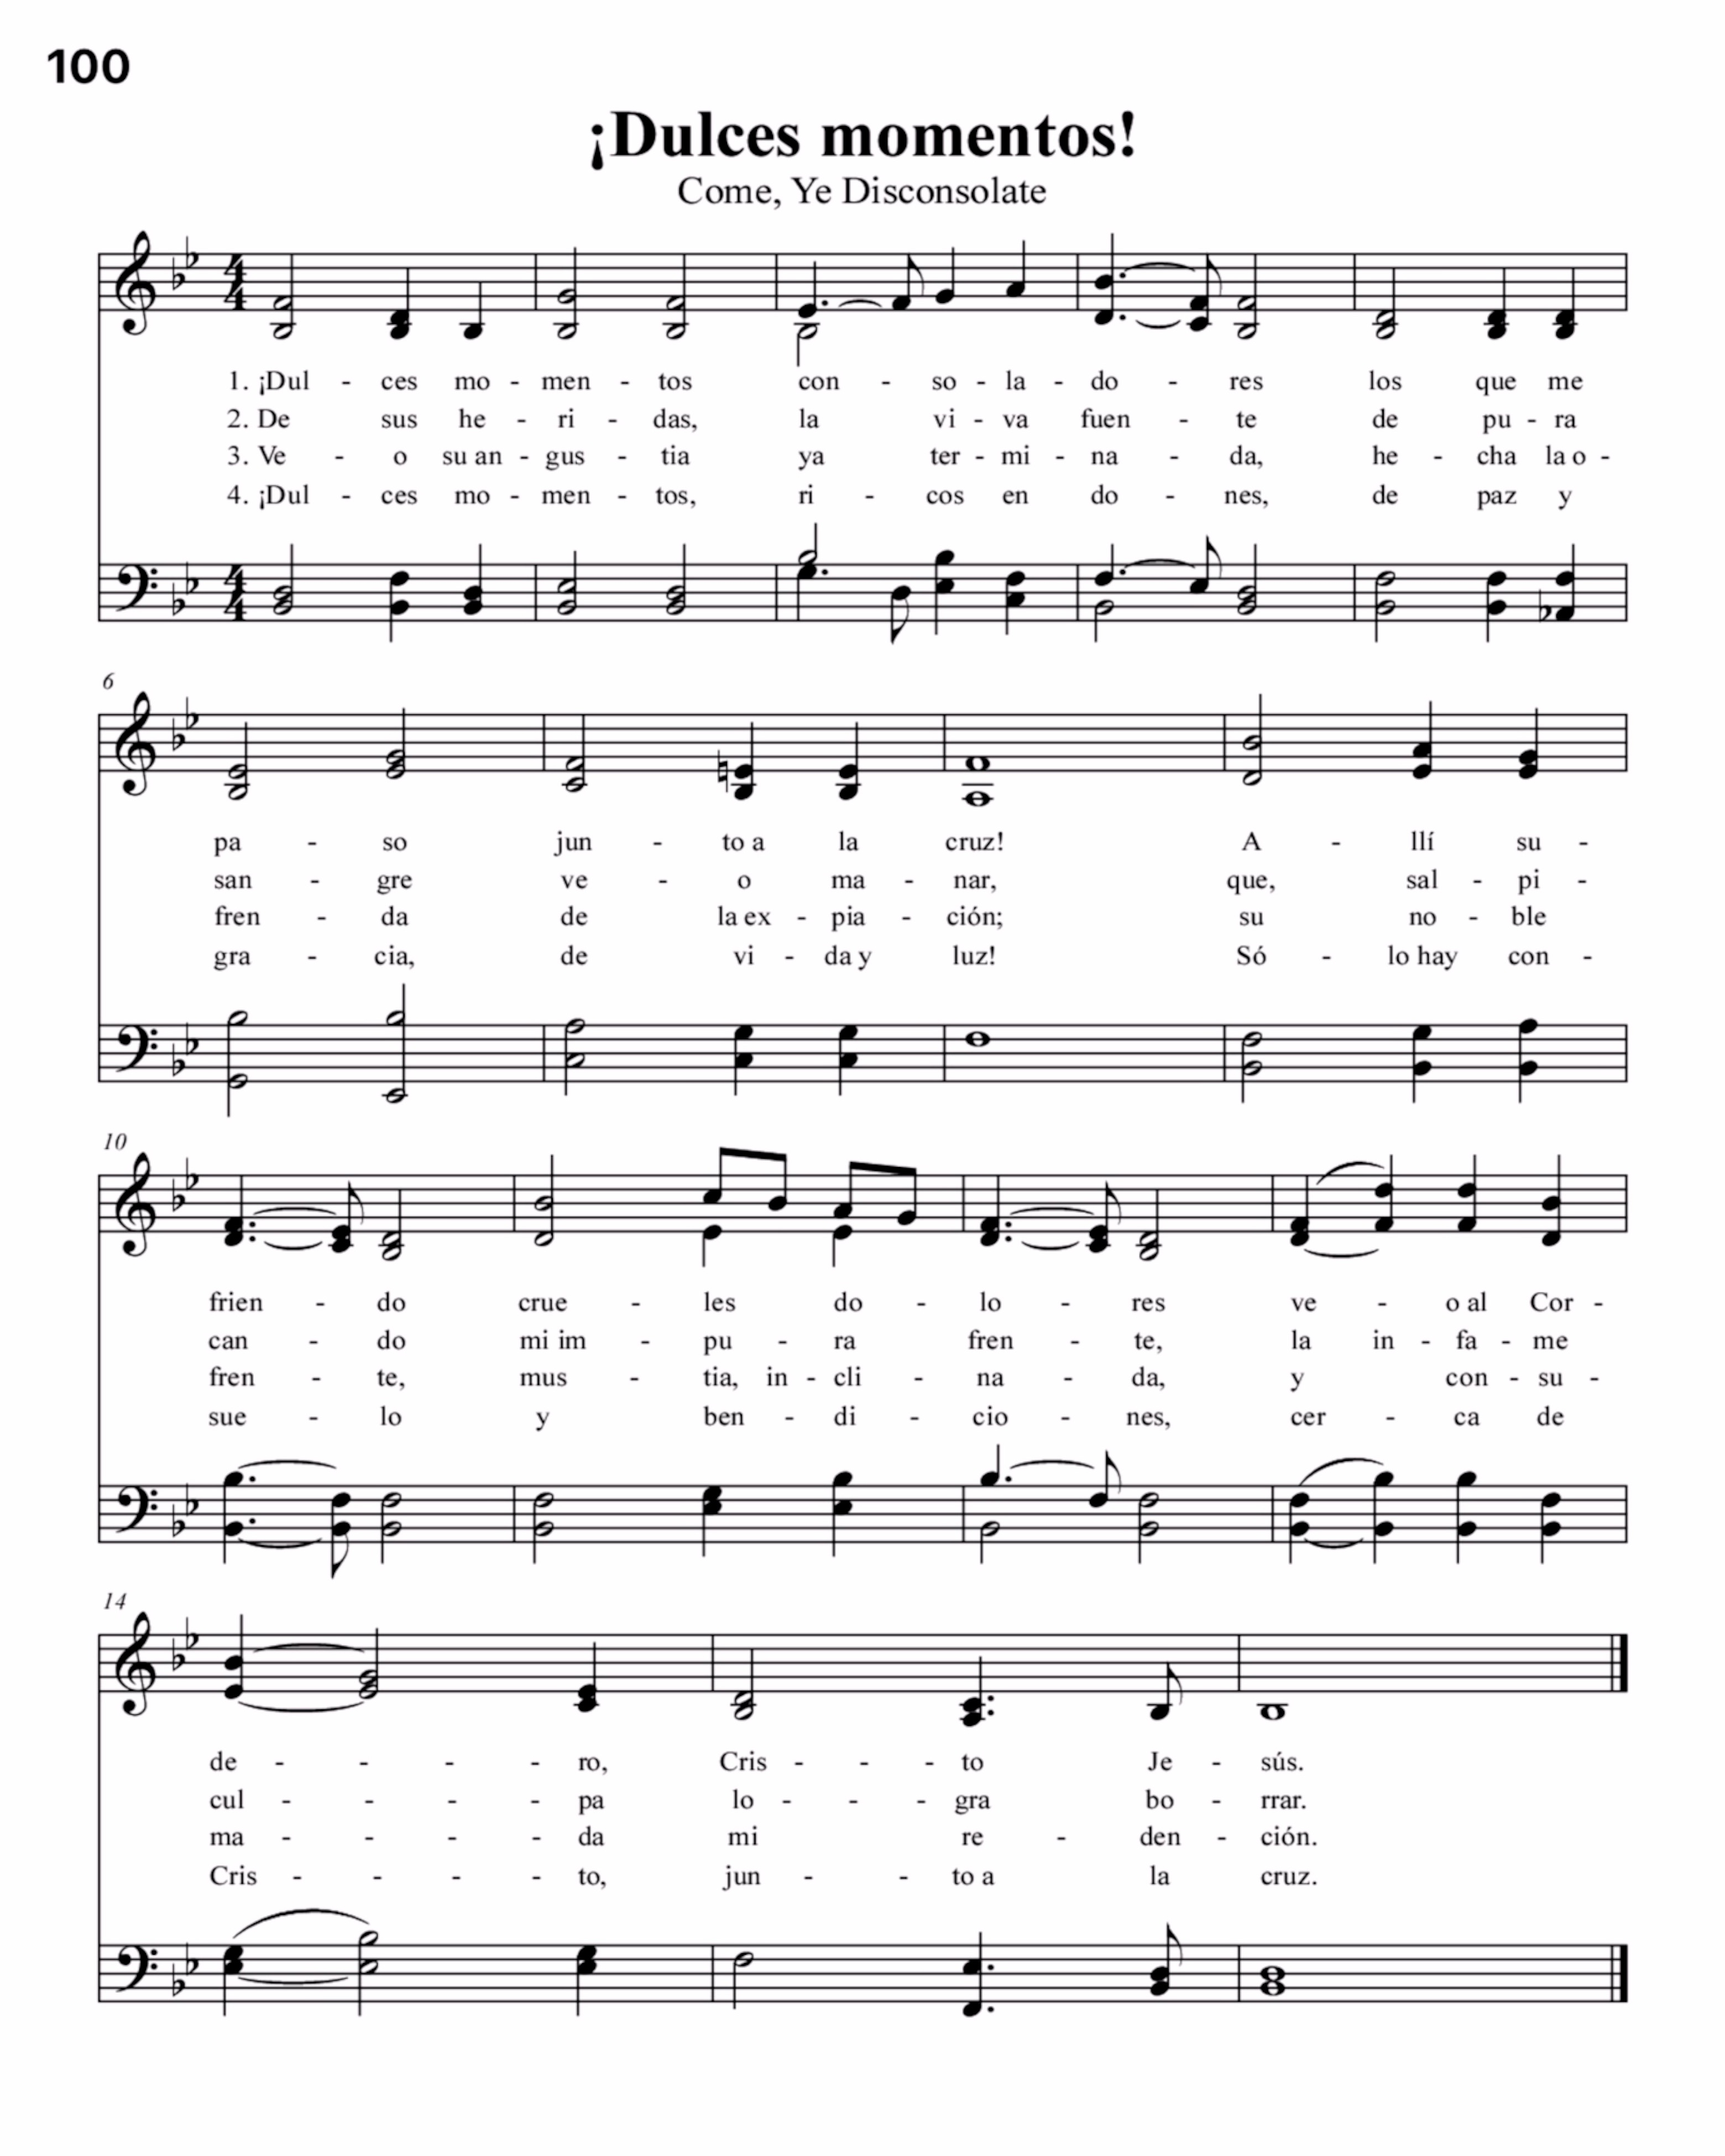 100
¡Dulces momentos!
Come, Ye Disconsolate
1. ¡Dul - ces mo - men - tos con - so - la - do - res los que me
2. De sus he - ri - das, la vi - va fuen - te de pu - ra
3. Ve - o su an - gus - tia ya ter - mi - na - da, he - cha la o -
4. ¡Dul - ces mo - men - tos, ri - cos en do - nes, de paz y
6
pa - so jun - to a la cruz! A - llí su -
san - gre ve - o ma - nar, que, sal - pi -
fren - da de la ex - pia - ción; su no - ble
gra - cia, de vi - da y luz! Só - lo hay con -
10
frien - do crue - les do - lo - res ve - o al Cor -
can - do mi im - pu - ra fren - te, la in - fa - me
fren - te, mus - tia, in - cli - na - da, y con - su -
sue - lo y ben - di - cio - nes, cer - ca de
14
de - - - - ro, Cris - - - to Je - sús.
cul - - - - pa lo - - - gra bo - rrar.
ma - - - - da mi re - den - ción.
Cris - - - - to, jun - - to a la cruz.